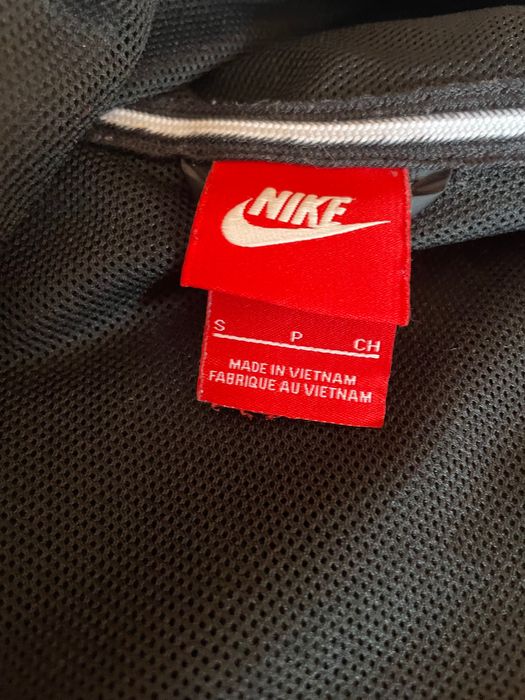 NIKE
S P CH
MADE IN VIETNAM
FABRIQUE AU VIETNAM